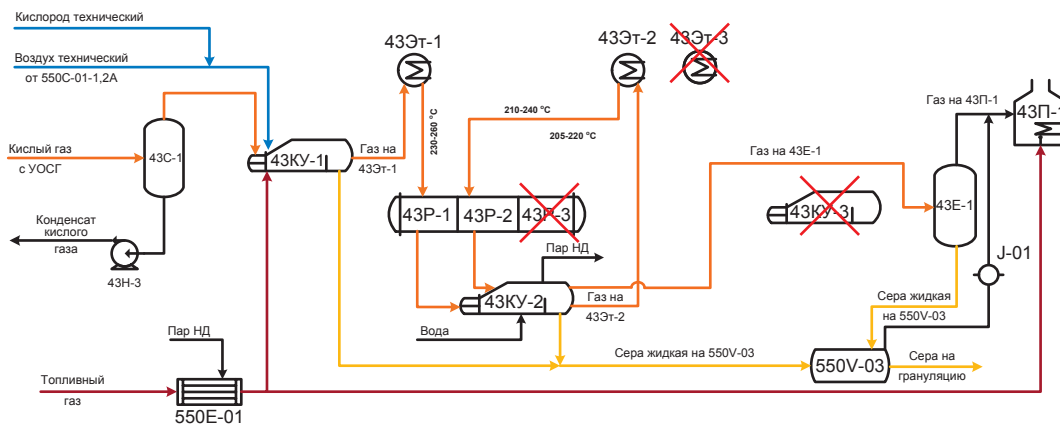 Кислород технический
Воздух технический
от 550С-01-1,2А
43Эт-1
43Эт-2
43Эт-3
Газ на 43П-1
43П-1
210-240 °С
205-220 °С
230-260 °С
Кислый газ
с УОСГ
43С-1
43КУ-1
Газ на
43Эт-1
Газ на 43Е-1
43Р-1
43Р-2
43Р-3
43КУ-3
43Е-1
Конденсат
кислого
газа
43Н-3
Пар НД
J-01
43КУ-2
Газ на
43Эт-2
Сера жидкая
на 550V-03
Вода
Пар НД
Сера жидкая на 550V-03
550V-03
Сера на
грануляцию
Топливный
газ
550Е-01